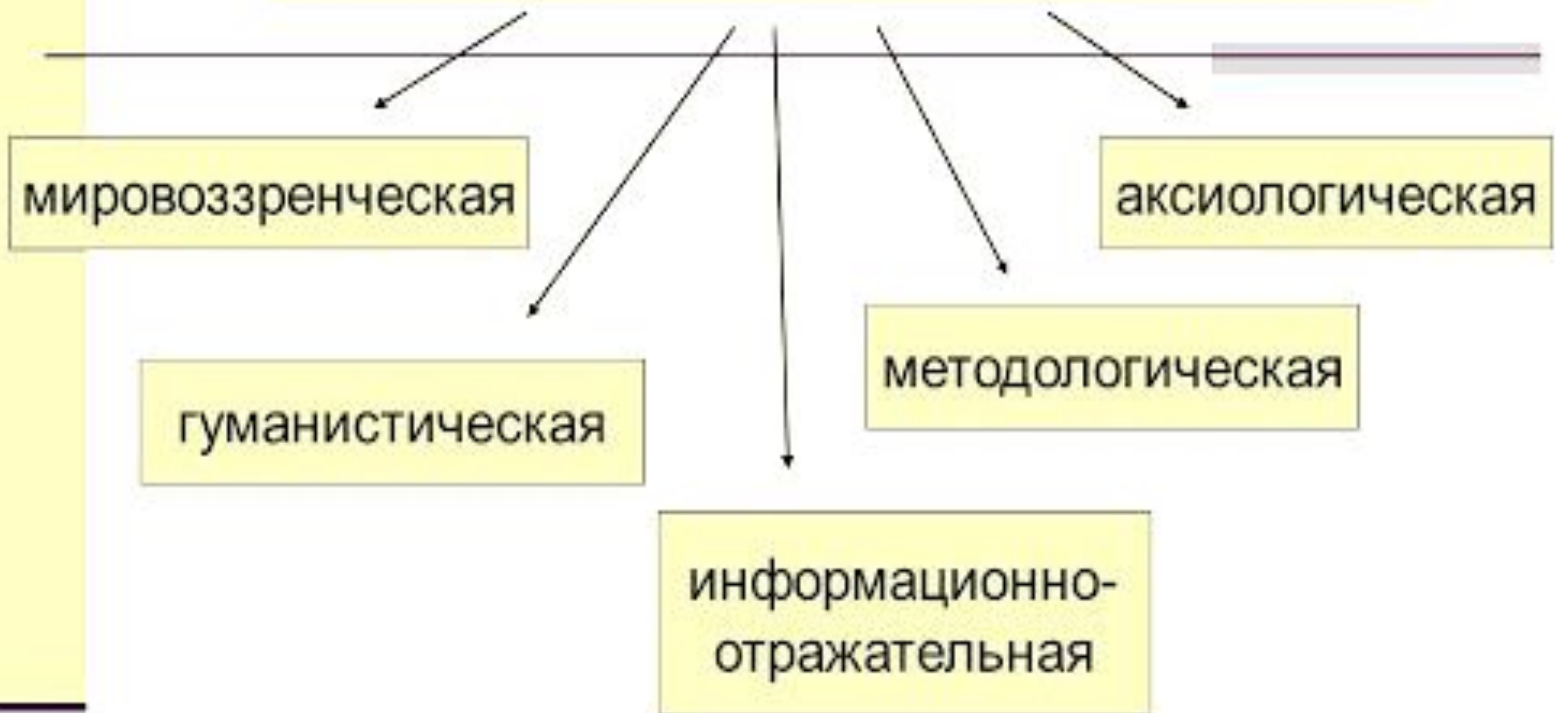 мировоззренческая
аксиологическая
методологическая
гуманистическая
информационно-
отражательная